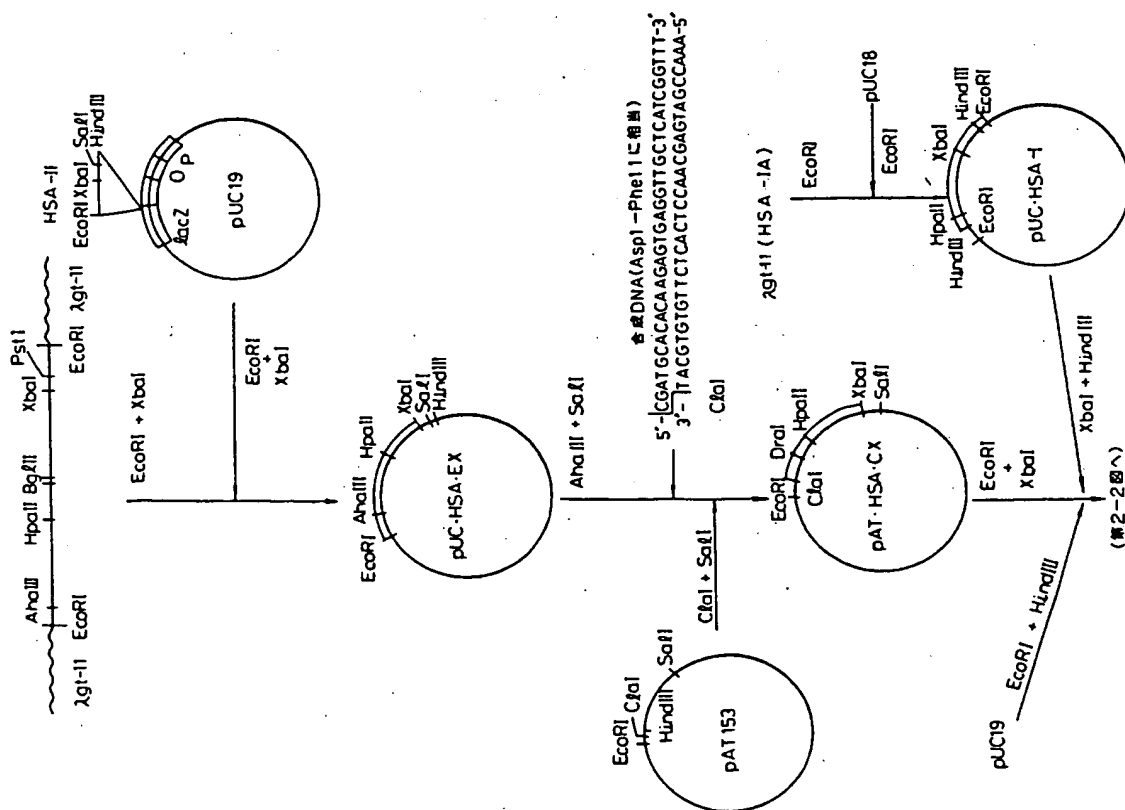 HSA-II
λgt-11
EcoRI
AhaIII
HpaII
BglII
XbaI
PstI
EcoRI
λgt-11
EcoRI XbaI SalI HindIII
lacZ O P
pUC19
EcoRI + XbaI
EcoRI
+
XbaI
EcoRI AhaIII HpaII XbaI SalI HindIII
pUC·HSA·EX
AhaIII + SalI
合成DNA(Asp1-Phe11に相当)
5'-CGATGCACACAAGAGTGAGGTTGCTCATCGGTTT-3'
3'-TACGTGTGTTCTCACTCCAACGAGTAGCCAAA-5'
ClaI
EcoRI ClaI HindIII SalI
pAT153
ClaI + SalI
EcoRI ClaI DraI HpaII XbaI SalI
pAT·HSA·CX
EcoRI
+
XbaI
λgt-11 (HSA-1A)
EcoRI
EcoRI
pUC18
HindIII EcoRI HpaII XbaI HindIII EcoRI
pUC·HSA-I
XbaI + HindIII
pUC19
EcoRI + HindIII
(第2-2図へ)